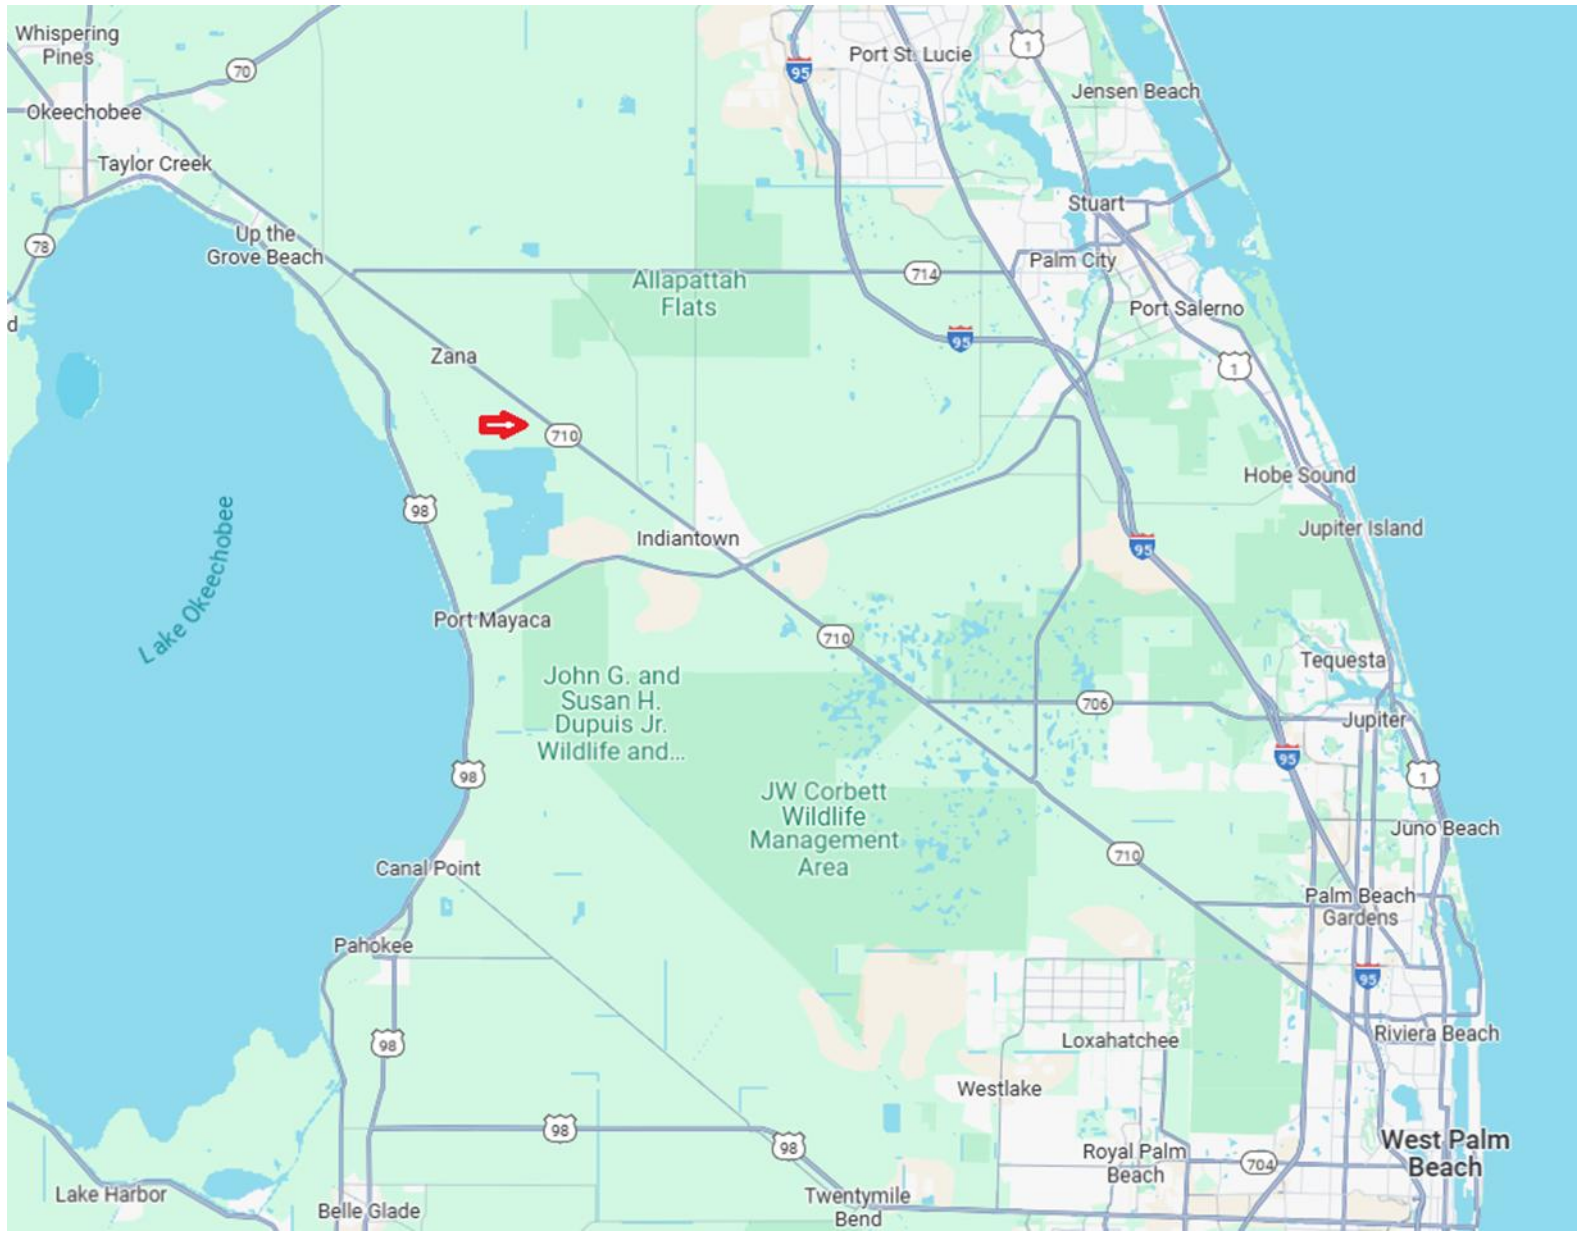 Whispering
Pines
70
95
Port St. Lucie
1
Jensen Beach
Okeechobee
Taylor Creek
Stuart
78
Up the
Grove Beach
714
Palm City
Allapattah
Flats
Port Salerno
d
95
Zana
1
710
Hobe Sound
98
Jupiter Island
Indiantown
95
Lake Okeechobee
Port Mayaca
710
Tequesta
John G. and
Susan H.
Dupuis Jr.
Wildlife and...
706
Jupiter
95
98
1
JW Corbett
Wildlife
Management
Area
Juno Beach
710
Canal Point
Palm Beach
Gardens
Pahokee
95
Riviera Beach
98
Loxahatchee
Westlake
98
98
West Palm
Beach
Royal Palm
Beach
704
Lake Harbor
Belle Glade
Twentymile
Bend